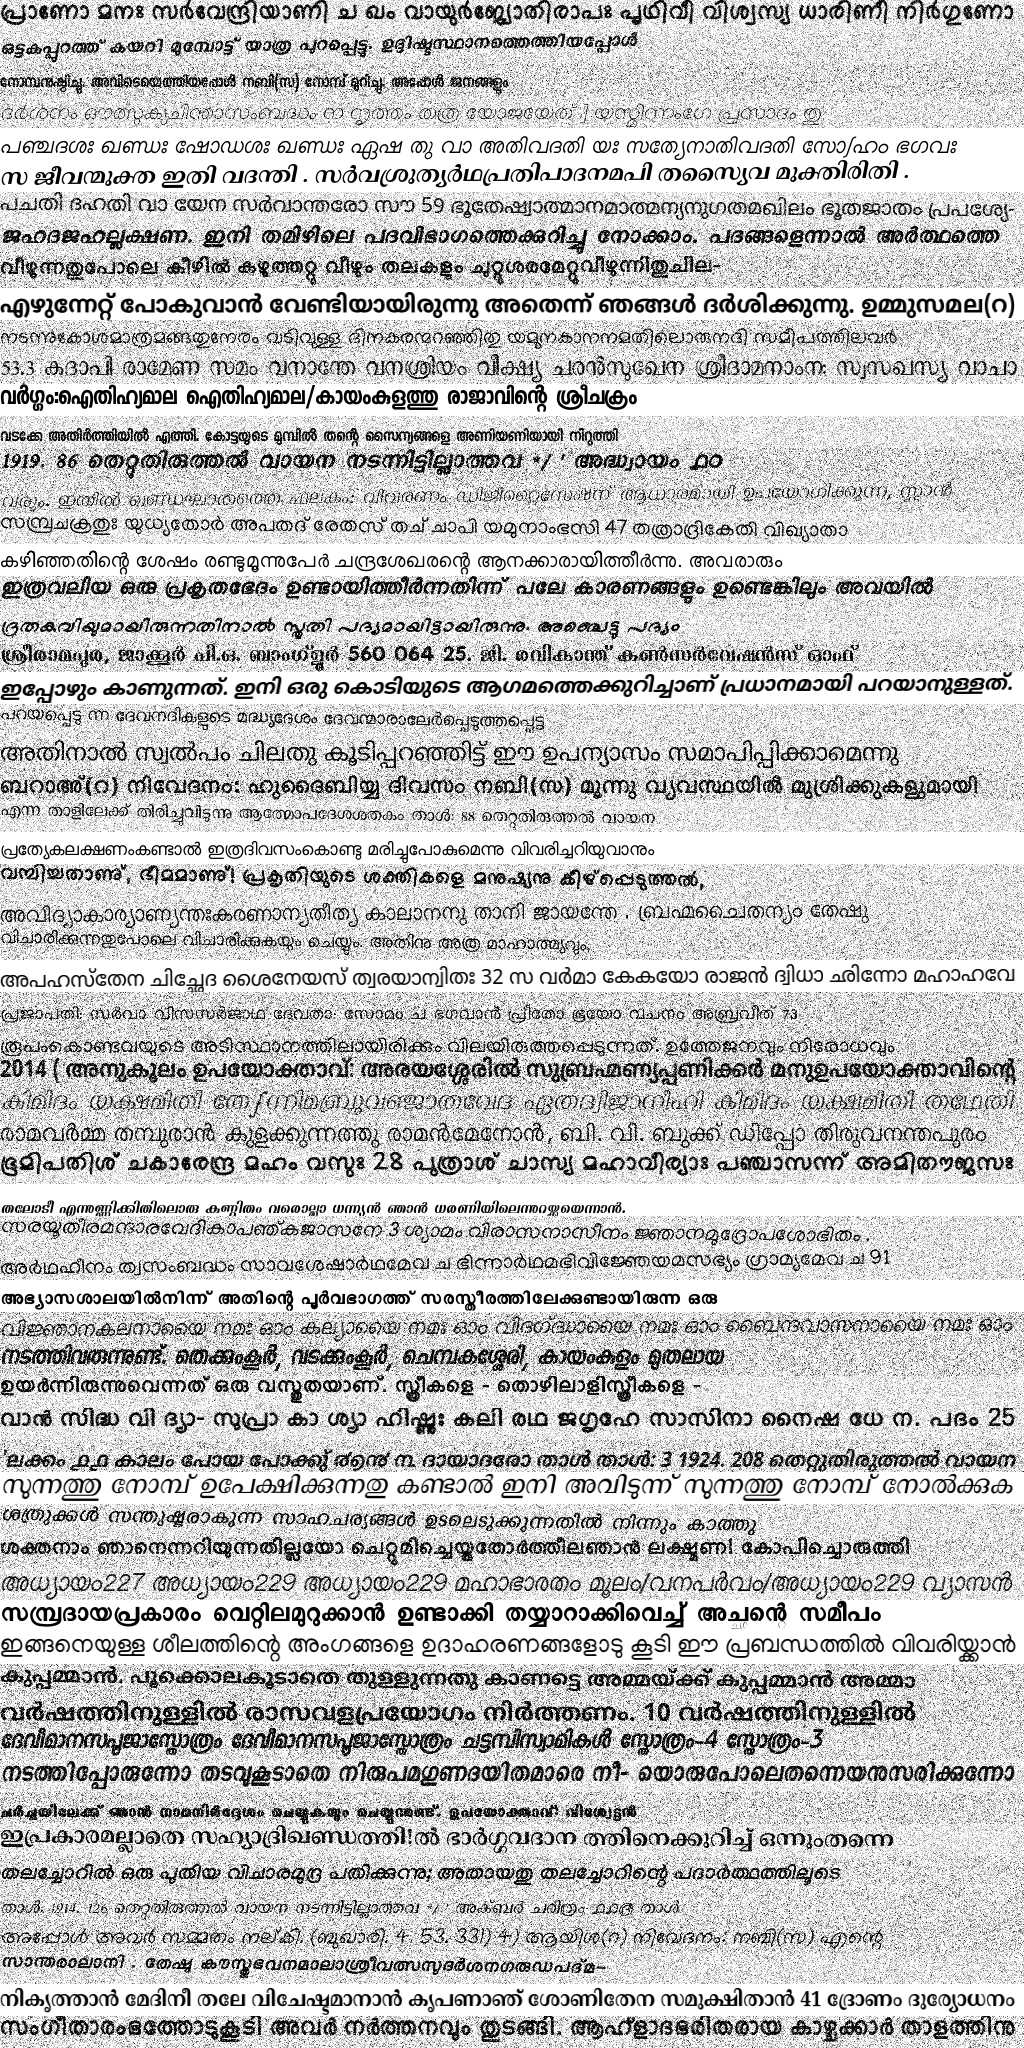 പ്രാണോ മനഃ സർവേന്ദ്രിയാണി ച ഖം വായുർജ്യോതിരാപഃ പൃഥിവീ വിശ്വസ്യ ധാരിണീ നിർഗുണോ
ഒട്ടകപ്പുറത്ത് കയറി മുമ്പോട്ട് യാത്ര പുറപ്പെട്ടു. ഉദ്ദിഷ്ടസ്ഥാനത്തെത്തിയപ്പോൾ
നോമ്പനുഷ്ഠിച്ചു. അവിടെയെത്തിയപ്പോൾ നബി(സ) നോമ്പ് മുറിച്ചു. അപ്പോൾ ജനങ്ങളും
ദർശനം ഔത്സുക്യചിന്താസംബദ്ധം ന നൃത്തം തത്ര യോജയേത് ] യസ്മിന്നംഗേ പ്രസാദം തു
പഞ്ചദശഃ ഖണ്ഡഃ ഷോഡശഃ ഖണ്ഡഃ ഏഷ തു വാ അതിവദതി യഃ സത്യേനാതിവദതി സോഽഹം ഭഗവഃ
സ ജീവന്മുക്ത ഇതി വദന്തി . സർവശ്രുത്യർഥപ്രതിപാദനമപി തസ്യൈവ മുക്തിരിതി .
പചതി ദഹതി വാ യേന സർവാന്തരോ സൗ 59 ഭൂതേഷ്വാത്മാനമാത്മന്യനുഗതമഖിലം ഭൂതജാതം പ്രപശ്യേ-
ജഹദജഹല്ലക്ഷണ. ഇനി തമിഴിലെ പദവിഭാഗത്തെക്കുറിച്ചു നോക്കാം. പദങ്ങളെന്നാൽ അർത്ഥത്തെ
വീഴുന്നതുപോലെ കീഴിൽ കഴുത്തറ്റു വീഴും തലകളും ചുറ്റുശരമേറ്റുവീഴുന്നിതുചില-
എഴുന്നേറ്റ് പോകുവാൻ വേണ്ടിയായിരുന്നു അതെന്ന് ഞങ്ങൾ ദർശിക്കുന്നു. ഉമ്മുസമല(റ)
നടന്നുകോശമാത്രമങ്ങതുനേരം വടിവുള്ള ദിനകരന്മറഞ്ഞിതു യമുനകാനനമതിലൊരുനദി സമീപത്തിലവർ
53.3 കദാപി രാമേണ സമം വനാന്തേ വനശ്രിയം വീക്ഷ്യ ചരൻസുഖേന ശ്രീദാമനാംനഃ സ്വസഖസ്യ വാചാ
വർഗ്ഗം:ഐതിഹ്യമാല ഐതിഹ്യമാല/കായംകുളത്തു രാജാവിന്റെ ശ്രീചക്രം
വടക്കേ അതിർത്തിയിൽ എത്തി. കോട്ടയുടെ മുമ്പിൽ തന്റെ സൈന്യങ്ങളെ അണിയണിയായി നിറുത്തി
1919. 86 തെറ്റുതിരുത്തൽ വായന നടന്നിട്ടില്ലാത്തവ */ ' അദ്ധ്യായം ൧൦
വരും. ഇതിൽ ഖണ്ഡഘാതത്തെ ഫലകം: വിവരണം ഡിജിറ്റൈസേഷന് ആധാരമായി ഉപയോഗിക്കുന്ന, സ്കാൻ
സമ്പ്രചക്രതുഃ യുധ്യതോർ അപതദ് രേതസ് തച് ചാപി യമുനാംഭസി 47 തത്രാദ്രികേതി വിഖ്യാതാ
കഴിഞ്ഞതിന്റെ ശേഷം രണ്ടുമൂന്നുപേർ ചന്ദ്രശേഖരന്റെ ആനക്കാരായിത്തീർന്നു. അവരാരും
ഇത്രവലിയ ഒരു പ്രകൃതഭേദം ഉണ്ടായിത്തീർന്നതിന്ന് പലേ കാരണങ്ങളും ഉണ്ടെങ്കിലും അവയിൽ
ദ്രുതകവിയുമായിരുന്നതിനാൽ സ്തുതി പദ്യമായിട്ടായിരുന്നു. അഞ്ചെട്ടു പദ്യം
ശ്രീരാമപുര, ജാക്കൂർ പി.ഒ. ബാംഗ്ളൂർ 560 064 25. ജി. രവികാന്ത് കൺസർവേഷൻസ് ഓഫ്
ഇപ്പോഴും കാണുന്നത്. ഇനി ഒരു കൊടിയുടെ ആഗമത്തെക്കുറിച്ചാണ് പ്രധാനമായി പറയാനുള്ളത്.
പറയപ്പെടു ന്ന ദേവനദികളുടെ മദ്ധ്യദേശം ദേവന്മാരാലേർപ്പെടുത്തപ്പെട്ട
അതിനാൽ സ്വൽപം ചിലതു കൂടിപ്പറഞ്ഞിട്ട് ഈ ഉപന്യാസം സമാപിപ്പിക്കാമെന്നു
ബറാഅ്(റ) നിവേദനം: ഹുദൈബിയ്യ ദിവസം നബി(സ) മൂന്നു വ്യവസ്ഥയിൽ മുശ്രിക്കുകളുമായി
എന്ന താളിലേക്ക് തിരിച്ചുവിടുന്നു ആത്മോപദേശശതകം താൾ: 88 തെറ്റുതിരുത്തൽ വായന
പ്രത്യേകലക്ഷണംകണ്ടാൽ ഇത്രദിവസംകൊണ്ടു മരിച്ചുപോകുമെന്നു വിവരിച്ചറിയുവാനും
വമ്പിച്ചതാണു്, ഭീമമാണു്! പ്രകൃതിയുടെ ശക്തികളെ മനുഷ്യനു കീഴ്പ്പെടുത്തൽ,
അവിദ്യാകാര്യാണ്യന്തഃകരണാന്യതീത്യ കാലാനനു താനി ജായന്തേ . ബ്രഹ്മചൈതന്യം തേഷു
വിചാരിക്കുന്നതുപോലെ വിചാരിക്കുകയും ചെയ്യും. അതിനു അത്ര മാഹാത്മ്യവും,
അപഹസ്തേന ചിച്ഛേദ ശൈനേയസ് ത്വരയാന്വിതഃ 32 സ വർമാ കേകയോ രാജൻ ദ്വിധാ ഛിന്നോ മഹാഹവേ
പ്രജാപതിഃ സർവാ വിസസർജാഥ ദേവതാഃ സോമം ച ഭഗവാൻ പ്രീതോ ഭൂയോ വചനം അബ്രവീത് 73
രൂപംകൊണ്ടവയുടെ അടിസ്ഥാനത്തിലായിരിക്കും വിലയിരുത്തപ്പെടുന്നത്. ഉത്തേജനവും നിരോധവും
2014 ( അനുകൂലം ഉപയോക്താവ്: അരയശ്ശേരിൽ സുബ്രഹ്മണ്യപ്പണിക്കർ മനുഉപയോക്താവിന്റെ
കിമിദം യക്ഷമിതി തേഽഗ്നിമബ്രുവഞ്ജാതവേദ ഏതദ്വിജാനീഹി കിമിദം യക്ഷമിതി തഥേതി
രാമവർമ്മ തമ്പുരാൻ കുളക്കുന്നത്തു രാമൻമേനോൻ, ബി. വി. ബുക്ക് ഡിപ്പോ തിരുവനന്തപുരം
ഭൂമിപതിശ് ചകാരേന്ദ്ര മഹം വസുഃ 28 പുത്രാശ് ചാസ്യ മഹാവീര്യാഃ പഞ്ചാസന്ന് അമിതൗജസഃ
തലോടീ എന്നുണ്ണിക്കിതിലൊരു കുണ്ഠിതം വരൊല്ലാ ധന്യൻ ഞാൻ ധരണിയിലെന്നുറയ്ക്കയെന്നാൻ.
സരയൂതീരമന്ദാരവേദികാപങ്കജാസനേ 3 ശ്യാമം വിരാസനാസീനം ജ്ഞാനമുദ്രോപശോഭിതം .
അർഥഹീനം ത്വസംബദ്ധം സാവശേഷാർഥമേവ ച ഭിന്നാർഥമഭിവിജ്ഞേയമസഭ്യം ഗ്രാമ്യമേവ ച 91
അഭ്യാസശാലയിൽനിന്ന് അതിന്റെ പൂർവഭാഗത്ത് സരസ്തീരത്തിലേക്കുണ്ടായിരുന്ന ഒരു
വിജ്ഞാനകലനായൈ നമഃ ഓം കല്യായൈ നമഃ ഓം വിദഗ്ദ്ധായൈ നമഃ ഓം ബൈന്ദവാസനായൈ നമഃ ഓം
നടത്തിവരുന്നുണ്ട്. തെക്കുംകൂർ, വടക്കുംകൂർ, ചെമ്പകശ്ശേരി, കായംകുളം മുതലായ
ഉയർന്നിരുന്നുവെന്നത് ഒരു വസ്തുതയാണ്. സ്ത്രീകളെ - തൊഴിലാളിസ്ത്രീകളെ -
വാൻ സിദ്ധ വി ദ്യാ- സുപ്രാ കാ ശ്യാ ഹിഷ്ണുഃ കലി രഥ ജഗൃഹേ സാസിനാ നൈഷ ധേ ന. പദം 25
'ലക്കം ൧൧ കാലം പോയ പോക്കു് ൻ ദായാദരോ താൾ താൾ: 3 1924. 208 തെറ്റുതിരുത്തൽ വായന
സുന്നത്തു നോമ്പ് ഉപേക്ഷിക്കുന്നതു കണ്ടാൽ ഇനി അവിടുന്ന് സുന്നത്തു നോമ്പ് നോൽക്കുക
ശത്രുക്കൾ സന്തുഷ്ടരാകുന്ന സാഹചര്യങ്ങൾ ഉടലെടുക്കുന്നതിൽ നിന്നും കാത്തു
ശക്തനാം ഞാനെന്നറിയുന്നതില്ലയോ ചെറ്റുമിച്ചെയ്തതോർത്തീലഞാൻ ലക്ഷ്മണ! കോപിച്ചൊരുത്തി
അധ്യായം227 അധ്യായം229 അധ്യായം229 മഹാഭാരതം മൂലം/വനപർവം/അധ്യായം229 വ്യാസൻ
സമ്പ്രദായപ്രകാരം വെറ്റിലമുറുക്കാൻ ഉണ്ടാക്കി തയ്യാറാക്കിവെച്ച് അച്ഛന്റെ സമീപം
ഇങ്ങനെയുള്ള ശീലത്തിന്റെ അംഗങ്ങളെ ഉദാഹരണങ്ങളോടു കൂടി ഈ പ്രബന്ധത്തിൽ വിവരിയ്ക്കാൻ
കുപ്പമ്മാൻ. പൂക്കൊലകൂടാതെ തുള്ളുന്നതു കാണട്ടെ അമ്മയ്ക്ക് കുപ്പമ്മാൻ അമ്മാ
വർഷത്തിനുള്ളിൽ രാസവളപ്രയോഗം നിർത്തണം. 10 വർഷത്തിനുള്ളിൽ
ദേവീമാനസപൂജാസ്തോത്രം ദേവീമാനസപൂജാസ്തോത്രം ചട്ടമ്പിസ്വാമികൾ സ്തോത്രം-4 സ്തോത്രം-3
നടത്തിപ്പോരുന്നോ തടവുകൂടാതെ നിരുപമഗുണദയിതമാരെ നീ- യൊരുപോലെതന്നെയനുസരിക്കുന്നോ
ചർച്ചയിലേക്ക് ഞാൻ നാമനിർദ്ദേശം ചെയ്യുകയും ചെയ്യുന്നുണ്ട്. ഉപയോക്താവ് വിശ്വേട്ടൻ
ഇപ്രകാരമല്ലാതെ സഹ്യാദ്രിഖണ്ഡത്തി!ൽ ഭാർഗ്ഗവദാന ത്തിനെക്കുറിച്ച് ഒന്നുംതന്നെ
തലച്ചോറിൽ ഒരു പുതിയ വിചാരമുദ്ര പതിക്കുന്നു; അതായതു തലച്ചോറിന്റെ പദാർത്ഥത്തിലൂടെ
താൾ. 1914. 126 തെറ്റുതിരുത്തൽ വായന നടന്നിട്ടില്ലാത്തവ */ ' അക്ബർ ചരിത്രം താൾ
അപ്പോൾ അവർ സമ്മതം നല്കി. (ബുഖാരി. 4. 53. 331) 4) ആയിശ(റ) നിവേദനം: നബി(സ) എന്റെ
സാന്തരാലാനി . തേഷു കൗസ്തുഭവനമാലാശ്രീവത്സസുദർശനഗരുഡപദ്മ-
നികൃത്താൻ മേദിനീ തലേ വിചേഷ്ടമാനാൻ കൃപണാഞ് ശോണിതേന സമുക്ഷിതാൻ 41 ദ്രോണം ദുര്യോധനം
സംഗീതാരംഭത്തോടുകൂടി അവർ നർത്തനവും തുടങ്ങി. ആഹ്ളാദഭരിതരായ കാഴ്ചക്കാർ താളത്തിനു